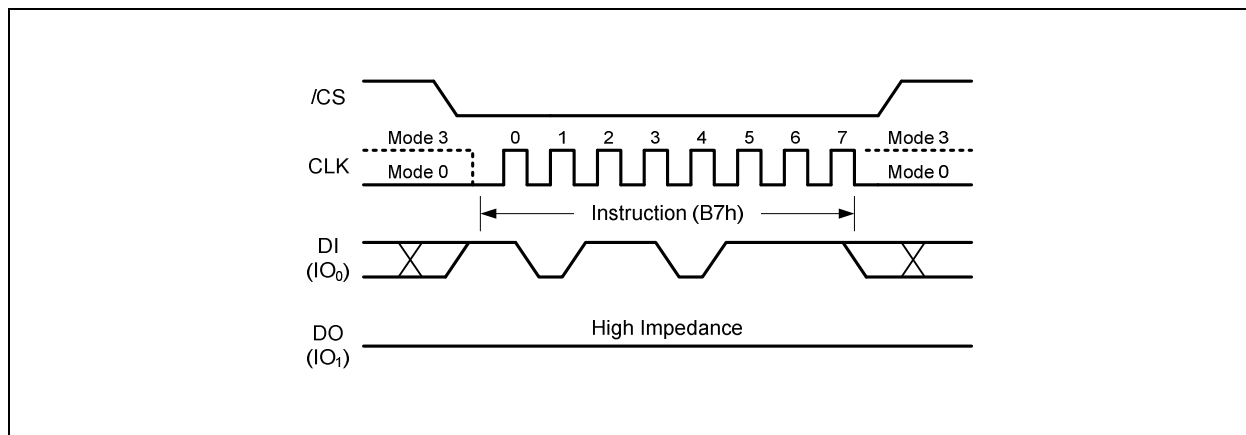 /CS
Mode 3 0 1 2 3 4 5 6 7 Mode 3
CLK
Mode 0 Mode 0
Instruction (B7h)
DI
(IO₀)
High Impedance
DO
(IO₁)